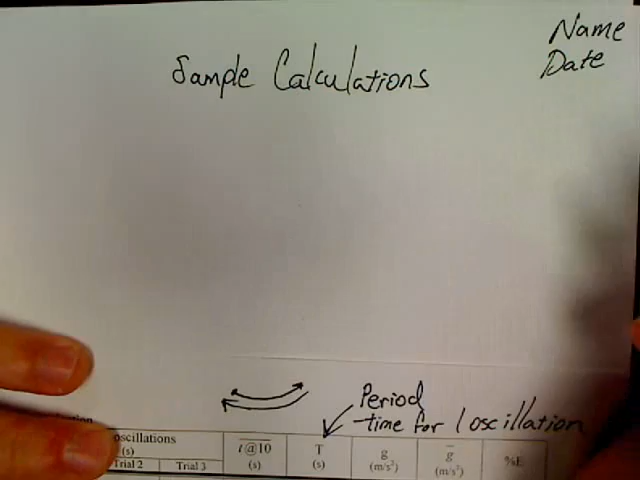 Name
Date
Sample Calculations
Period
time for 1 oscillation
oscillations
(s)
Trial 2 Trial 3
t@10
(s)
T
(s)
g
(m/s²)
g
(m/s²)
%E